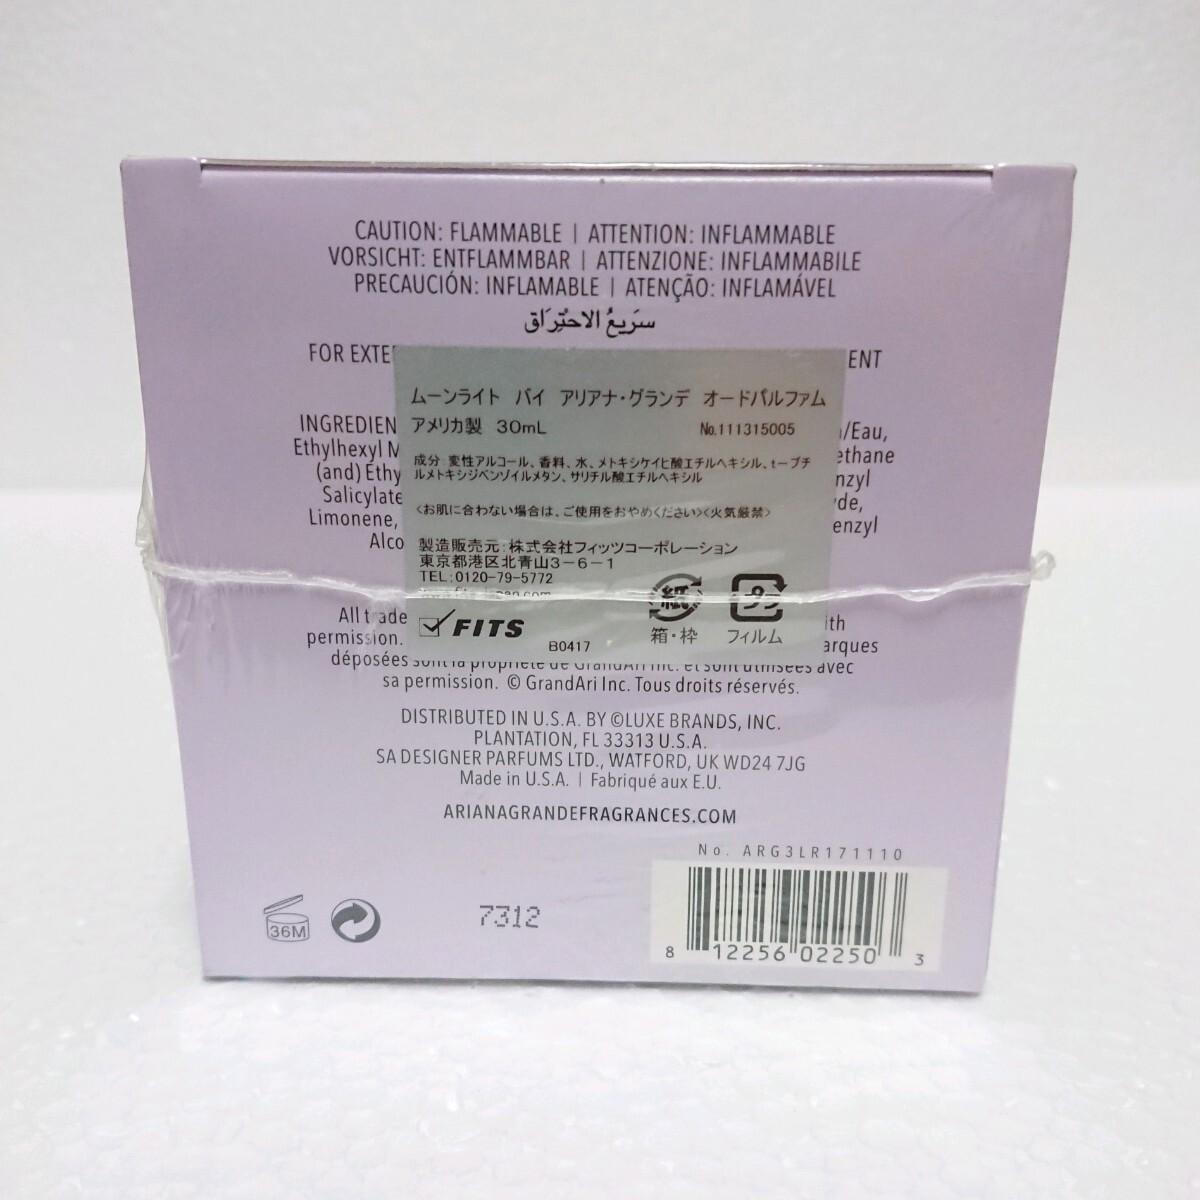 CAUTION: FLAMMABLE | ATTENTION: INFLAMMABLE
VORSICHT: ENTFLAMMBAR | ATTENZIONE: INFLAMMABILE
PRECAUCIÓN: INFLAMABLE | ATENÇÃO: INFLAMÁVEL
سَريعُ الاحْتِرَاق
FOR EXTE ENT
ムーンライト バイ アリアナ・グランデ オードパルファム
アメリカ製 30mL No.111315005
成分:変性アルコール、香料、水、メトキシケイヒ酸エチルヘキシル、t-ブチ
ルメトキシジベンゾイルメタン、サリチル酸エチルヘキシル
<お肌に合わない場合は、ご使用をおやめください><火気厳禁>
製造販売元:株式会社フィッツコーポレーション
東京都港区北青山3-6-1
TEL:0120-79-5772
FITS
B0417
紙
箱・枠
プラ
フィルム
INGREDIEN /Eau,
Ethylhexyl M ethane
(and) Ethy nzyl
Salicylate de,
Limonene, enzyl
Alco
All trade ith
permission. arques
déposées sont la propriété de GrandAri Inc. et sont utilisées avec
sa permission. © GrandAri Inc. Tous droits réservés.
DISTRIBUTED IN U.S.A. BY ©LUXE BRANDS, INC.
PLANTATION, FL 33313 U.S.A.
SA DESIGNER PARFUMS LTD., WATFORD, UK WD24 7JG
Made in U.S.A. | Fabriqué aux E.U.
ARIANAGRANDEFRAGRANCES.COM
No. ARG3LR171110
36M
7312
8 12256 02250 3